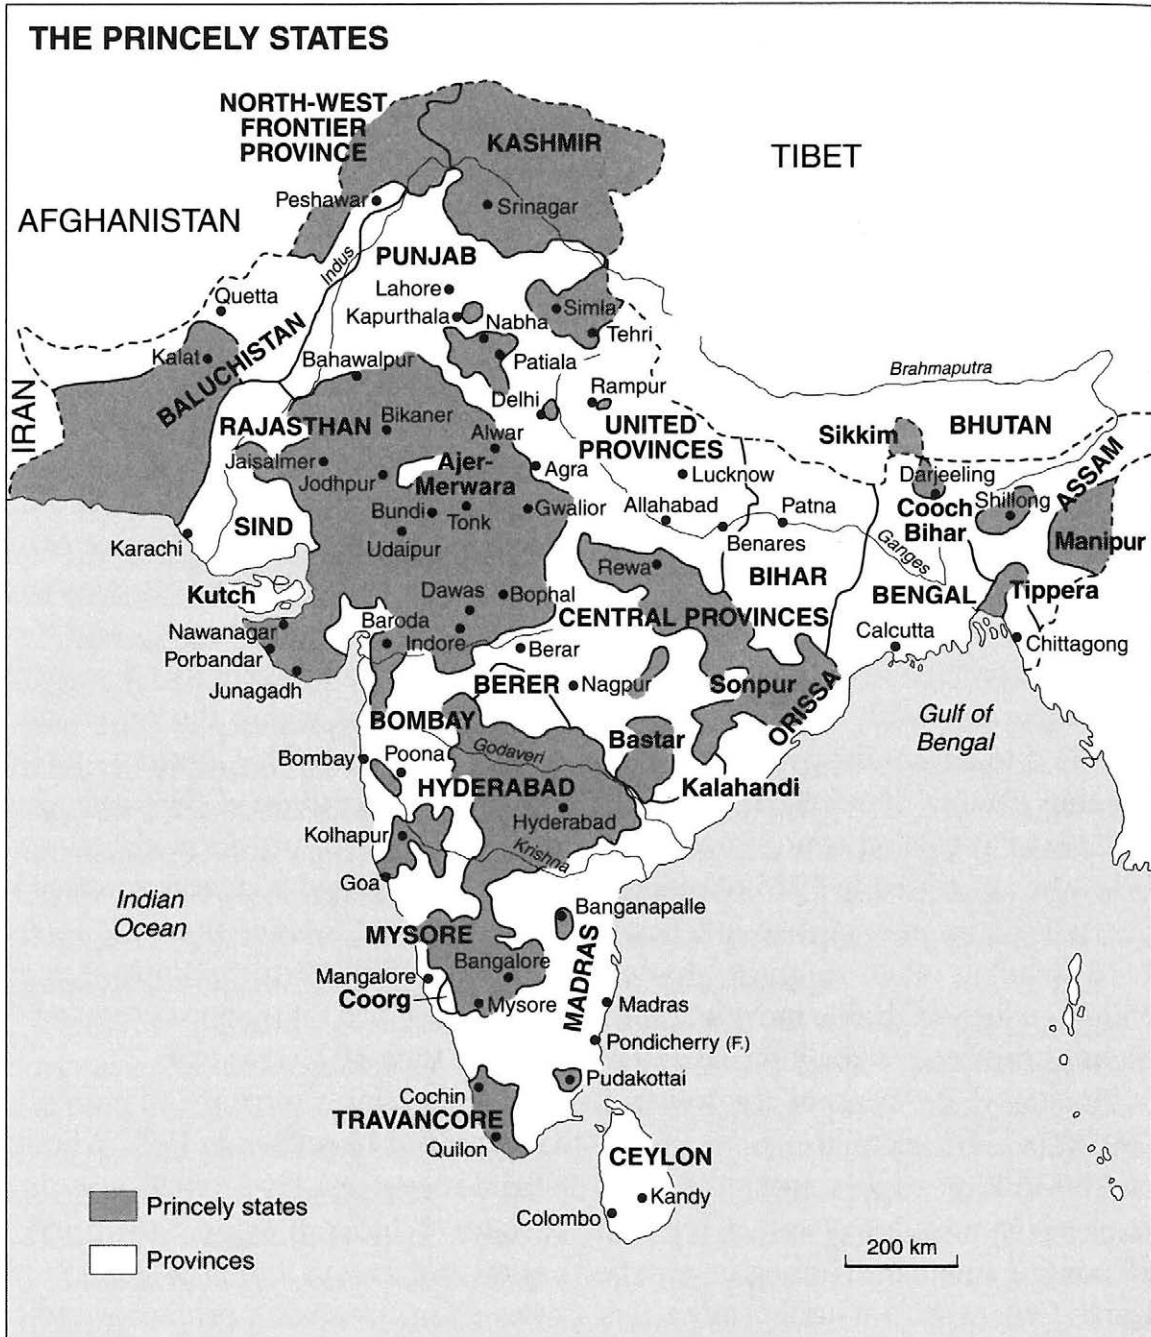 THE PRINCELY STATES
NORTH-WEST
FRONTIER
PROVINCE
KASHMIR
TIBET
Peshawar
Srinagar
AFGHANISTAN
Indus
PUNJAB
Lahore
Quetta
Simla
Kapurthala
Nabha
Tehri
Kalat
BALUCHISTAN
Bahawalpur
Patiala
IRAN
Rampur
Brahmaputra
Delhi
RAJASTHAN
Bikaner
UNITED
PROVINCES
Sikkim
BHUTAN
Alwar
Jaisalmer
Ajer-
Merwara
Agra
Lucknow
Darjeeling
ASSAM
Jodhpur
Shillong
Bundi
Tonk
Gwalior
Allahabad
Patna
Cooch
Bihar
SIND
Karachi
Udaipur
Benares
Ganges
Manipur
Rewa
BIHAR
Kutch
Dawas
Bophal
BENGAL
Tippera
CENTRAL PROVINCES
Nawanagar
Baroda
Indore
Berar
Calcutta
Chittagong
Porbandar
Junagadh
BERER
Nagpur
Sonpur
ORISSA
Gulf of
Bengal
BOMBAY
Bastar
Bombay
Poona
Godaveri
Kalahandi
HYDERABAD
Hyderabad
Kolhapur
Krishna
Goa
Indian
Ocean
Banganapalle
MYSORE
Bangalore
MADRAS
Mangalore
Coorg
Mysore
Madras
Pondicherry (F.)
Pudakottai
Cochin
TRAVANCORE
Quilon
CEYLON
Kandy
Colombo
Princely states
Provinces
200 km